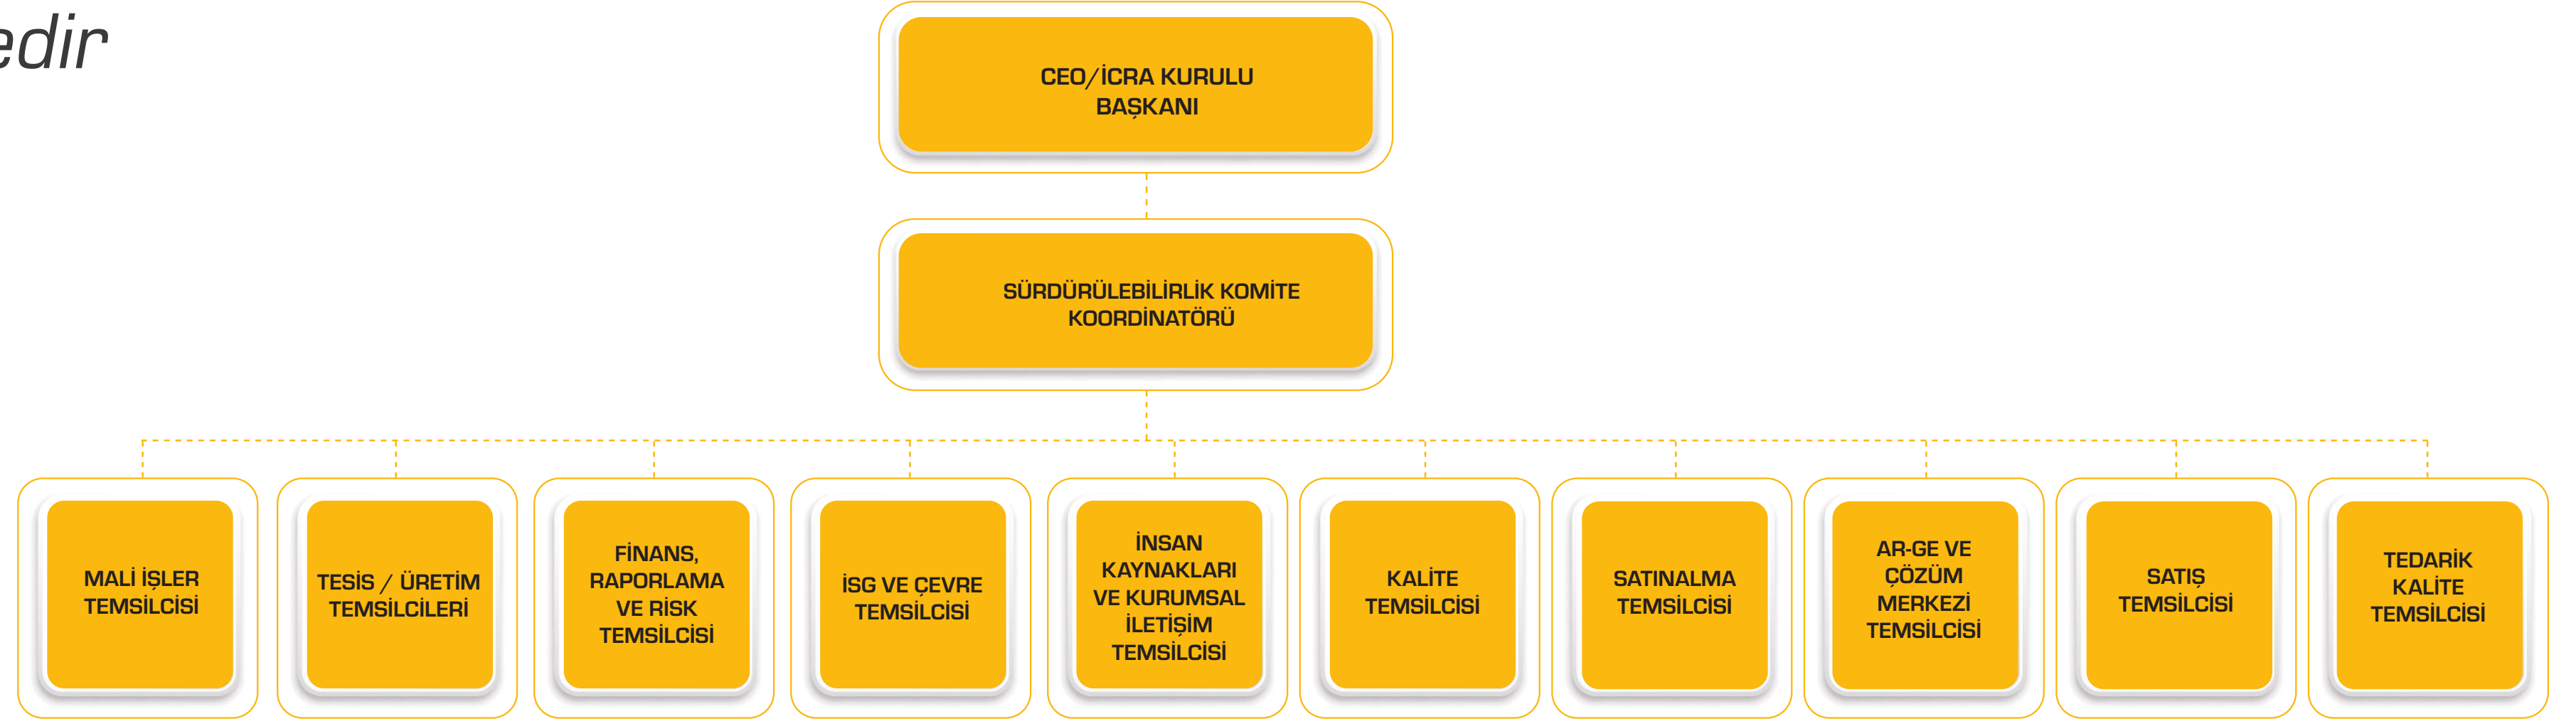 edir
CEO/İCRA KURULU
BAŞKANI
SÜRDÜRÜLEBİLİRLİK KOMİTE
KOORDİNATÖRÜ
MALİ İŞLER
TEMSİLCİSİ
TESİS / ÜRETİM
TEMSİLCİLERİ
FİNANS,
RAPORLAMA
VE RİSK
TEMSİLCİSİ
İSG VE ÇEVRE
TEMSİLCİSİ
İNSAN
KAYNAKLARI
VE KURUMSAL
İLETİŞİM
TEMSİLCİSİ
KALİTE
TEMSİLCİSİ
SATINALMA
TEMSİLCİSİ
AR-GE VE
ÇÖZÜM
MERKEZİ
TEMSİLCİSİ
SATIŞ
TEMSİLCİSİ
TEDARİK
KALİTE
TEMSİLCİSİ